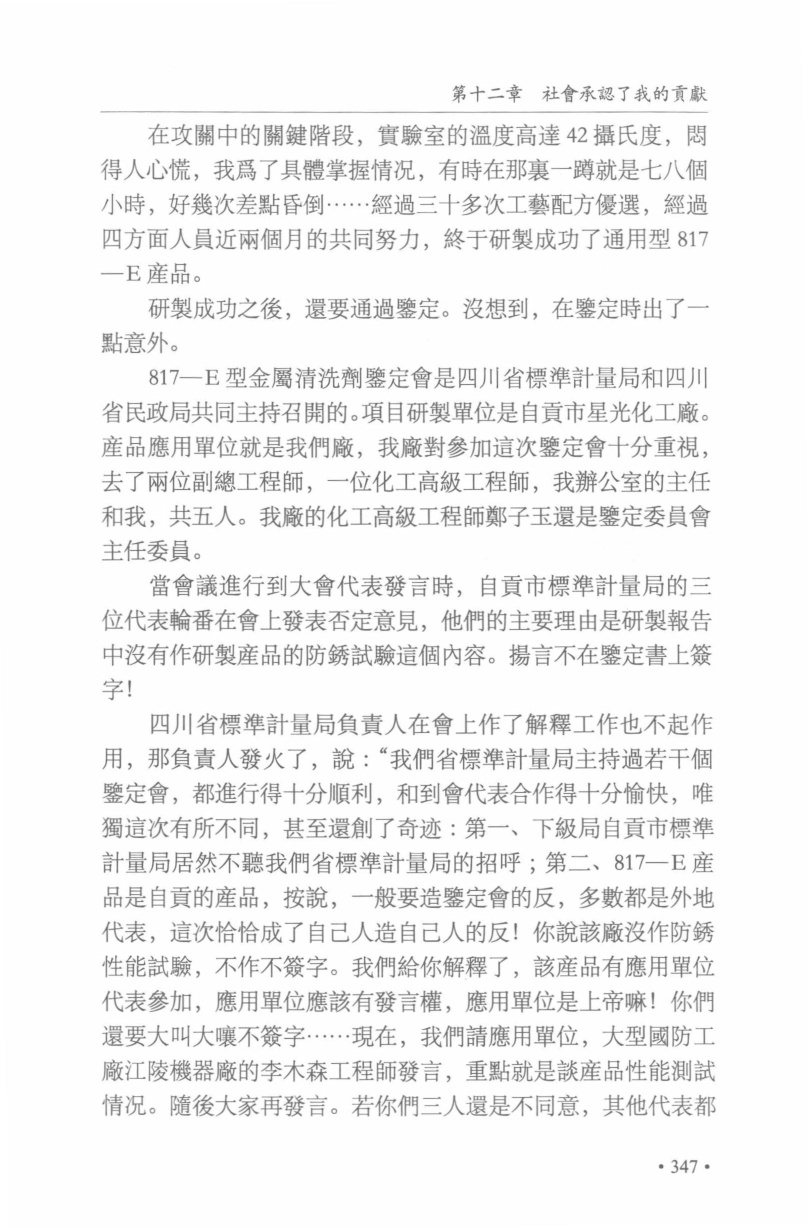 第十二章　社會承認了我的貢獻
在攻關中的關鍵階段，實驗室的溫度高達 42 攝氏度，悶
得人心慌，我爲了具體掌握情况，有時在那裏一蹲就是七八個
小時，好幾次差點昏倒……經過三十多次工藝配方優選，經過
四方面人員近兩個月的共同努力，終于研製成功了通用型 817
—E 産品。
研製成功之後，還要通過鑒定。沒想到，在鑒定時出了一
點意外。
817—E 型金屬清洗劑鑒定會是四川省標準計量局和四川
省民政局共同主持召開的。項目研製單位是自貢市星光化工廠。
産品應用單位就是我們廠，我廠對參加這次鑒定會十分重視，
去了兩位副總工程師，一位化工高級工程師，我辦公室的主任
和我，共五人。我廠的化工高級工程師鄭子玉還是鑒定委員會
主任委員。
當會議進行到大會代表發言時，自貢市標準計量局的三
位代表輪番在會上發表否定意見，他們的主要理由是研製報告
中沒有作研製産品的防銹試驗這個內容。揚言不在鑒定書上簽
字！
四川省標準計量局負責人在會上作了解釋工作也不起作
用，那負責人發火了，説：“我們省標準計量局主持過若干個
鑒定會，都進行得十分順利，和到會代表合作得十分愉快，唯
獨這次有所不同，甚至還創了奇迹：第一、下級局自貢市標準
計量局居然不聽我們省標準計量局的招呼；第二、817—E 産
品是自貢的産品，按説，一般要造鑒定會的反，多數都是外地
代表，這次恰恰成了自己人造自己人的反！你説該廠沒作防銹
性能試驗，不作不簽字。我們給你解釋了，該産品有應用單位
代表參加，應用單位應該有發言權，應用單位是上帝嘛！你們
還要大叫大嚷不簽字……現在，我們請應用單位，大型國防工
廠江陵機器廠的李木森工程師發言，重點就是談産品性能測試
情况。隨後大家再發言。若你們三人還是不同意，其他代表都
·347·